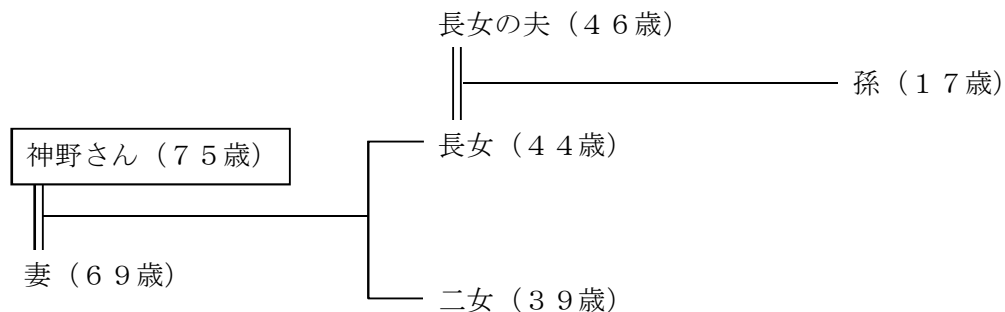 長女の夫（４６歳）
孫（１７歳）
神野さん（７５歳）
長女（４４歳）
妻（６９歳）
二女（３９歳）